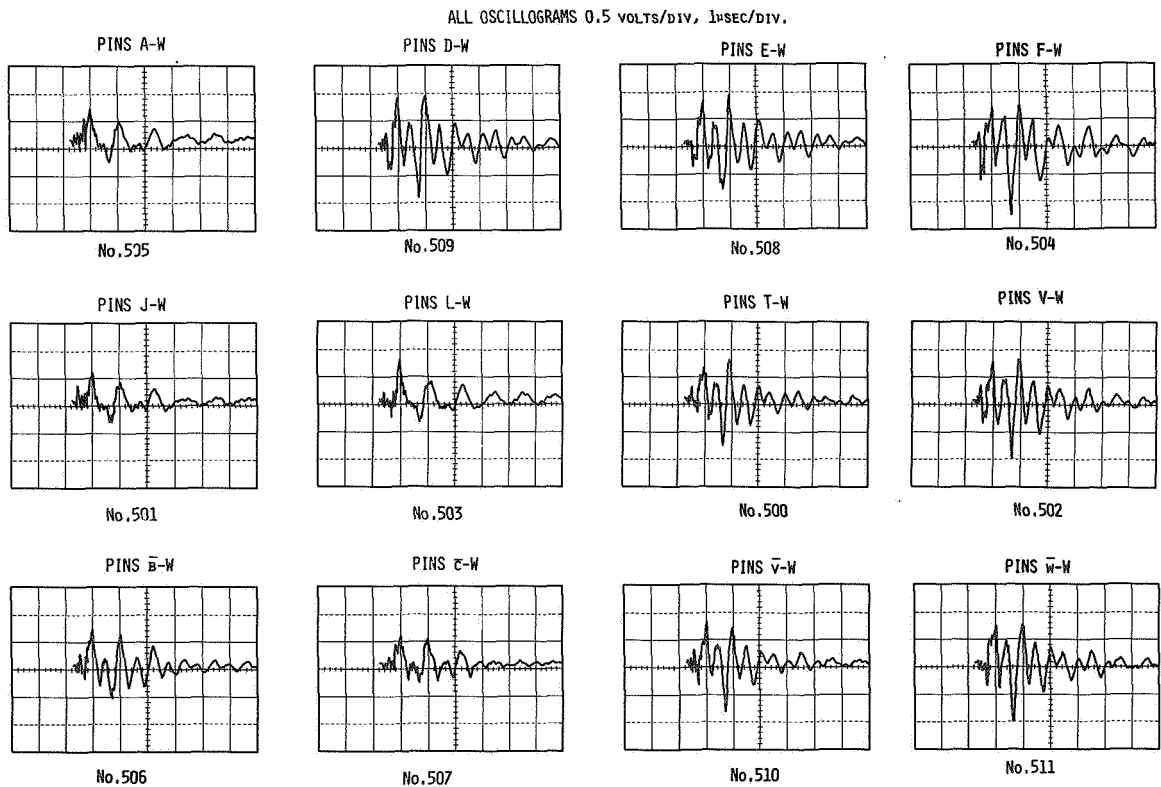 ALL OSCILLOGRAMS 0.5 VOLTS/DIV, 1µSEC/DIV.
PINS A-W PINS D-W PINS E-W PINS F-W
No.505 No.509 No.508 No.504
PINS J-W PINS L-W PINS T-W PINS V-W
No.501 No.503 No.500 No.502
PINS B̅-W PINS C̅-W PINS V̅-W PINS W̅-W
No.506 No.507 No.510 No.511